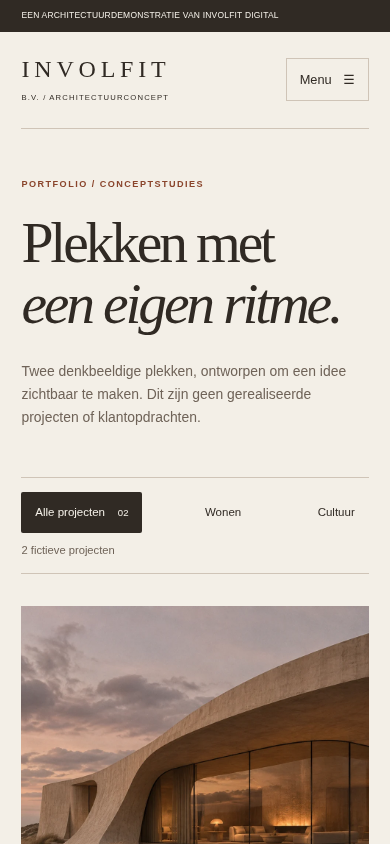 EEN ARCHITECTUURDEMONSTRATIE VAN INVOLFIT DIGITAL
INVOLFIT
B.V. / ARCHITECTUURCONCEPT
Menu ☰
PORTFOLIO / CONCEPTSTUDIES
Plekken met
een eigen ritme.
Twee denkbeeldige plekken, ontworpen om een idee
zichtbaar te maken. Dit zijn geen gerealiseerde
projecten of klantopdrachten.
Alle projecten 02 Wonen Cultuur
2 fictieve projecten